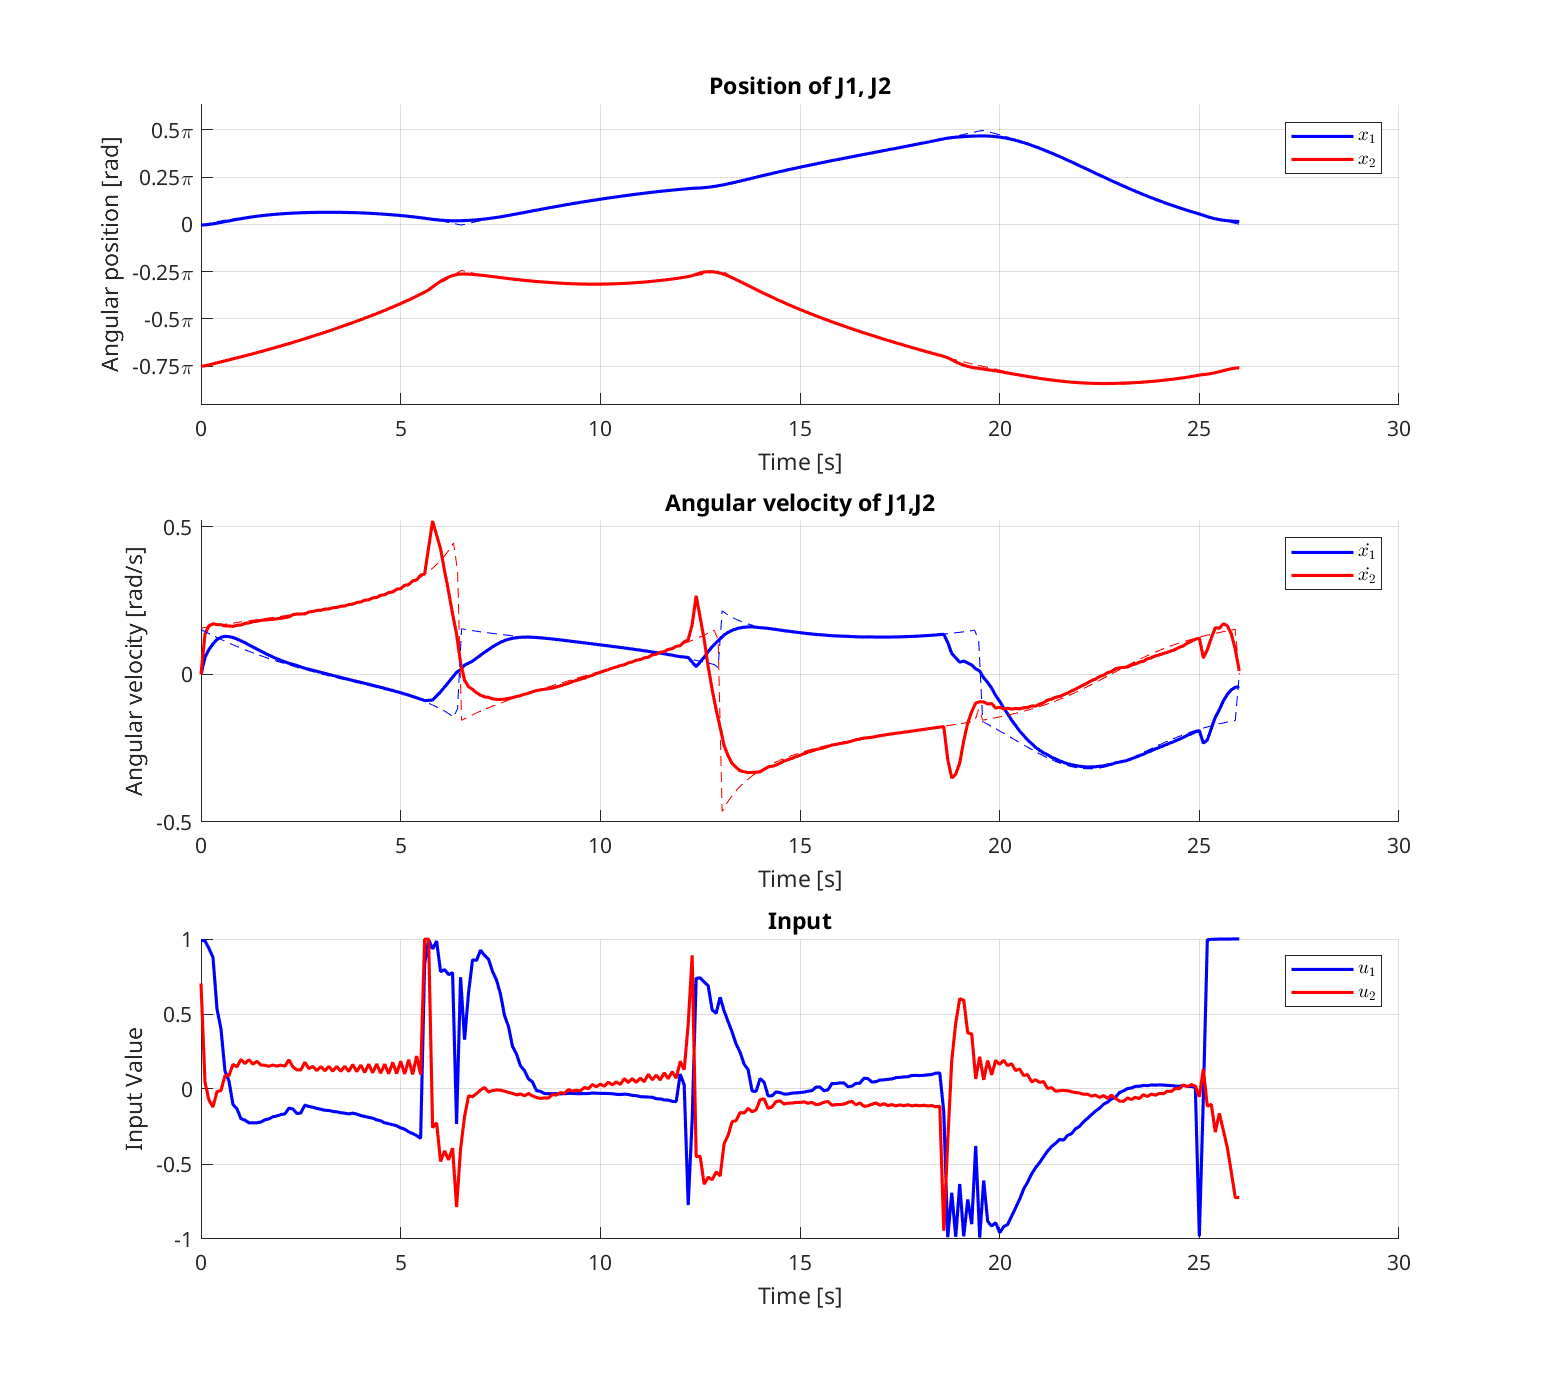 Position of J1, J2
Angular position [rad]
0.5π
0.25π
0
-0.25π
-0.5π
-0.75π
x₁
x₂
0 5 10 15 20 25 30
Time [s]
Angular velocity of J1,J2
Angular velocity [rad/s]
0.5
0
-0.5
ẋ₁
ẋ₂
0 5 10 15 20 25 30
Time [s]
Input
Input Value
1
0.5
0
-0.5
-1
u₁
u₂
0 5 10 15 20 25 30
Time [s]